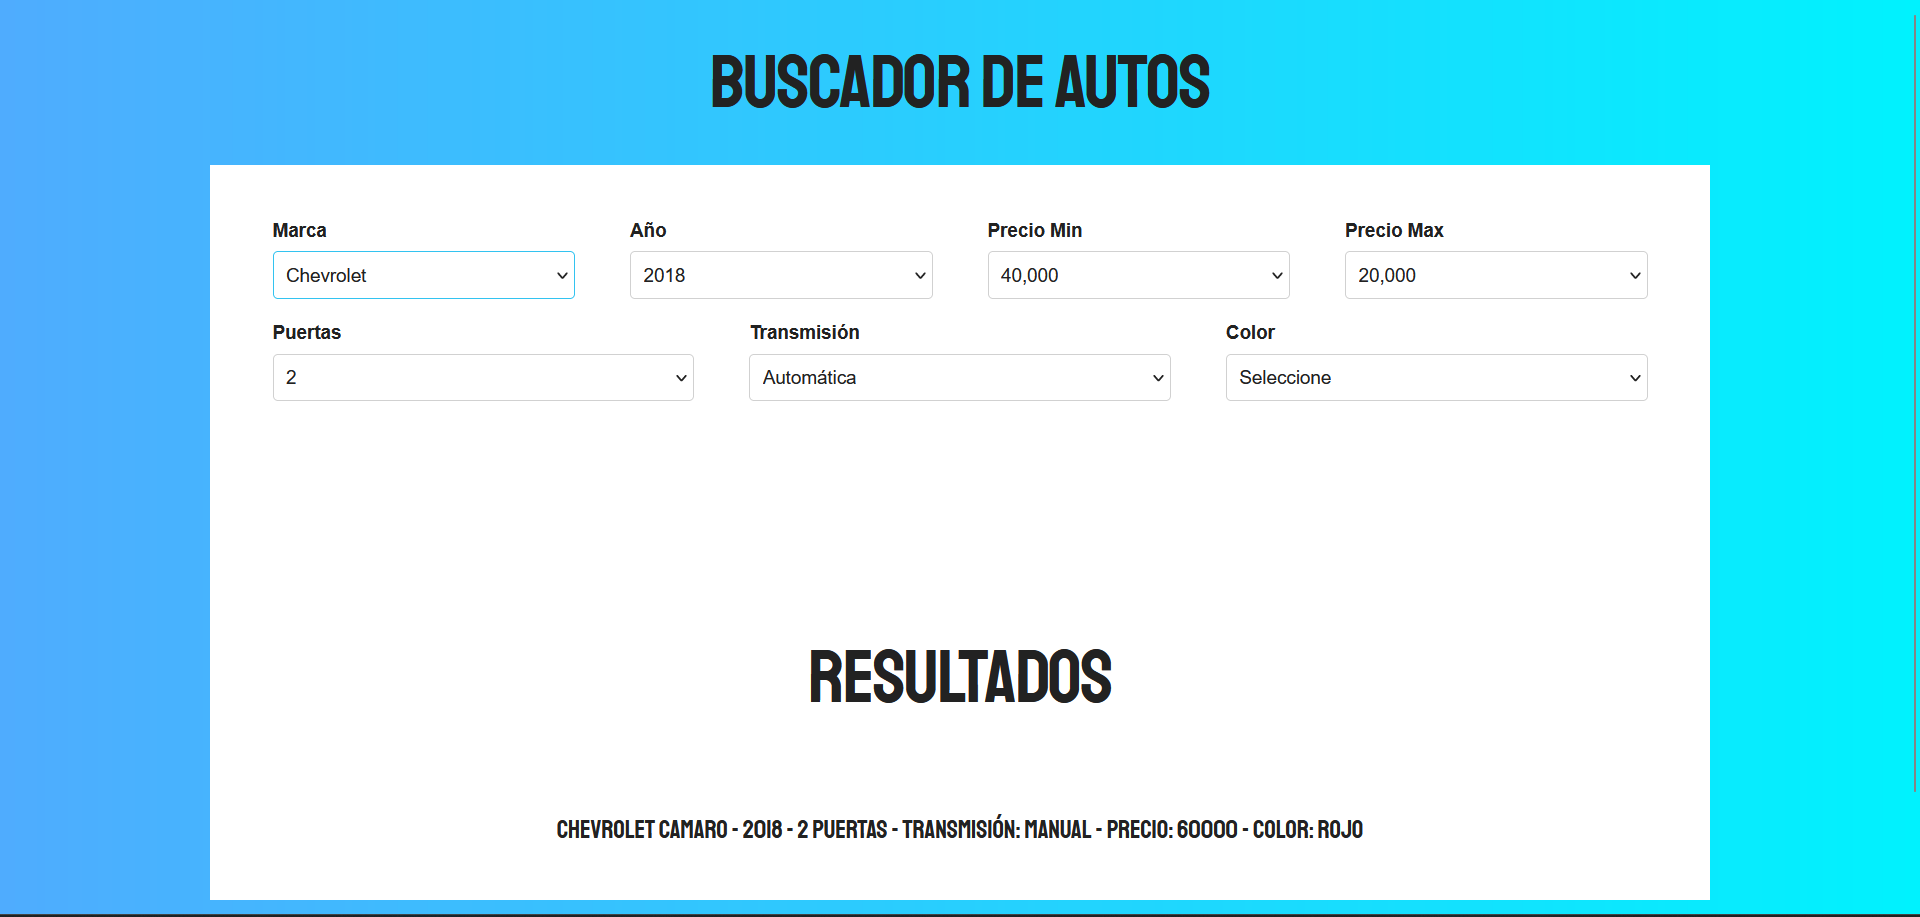 BUSCADOR DE AUTOS
Marca Año Precio Min Precio Max
Chevrolet 2018 40,000 20,000
Puertas Transmisión Color
2 Automática Seleccione
RESULTADOS
CHEVROLET CAMARO - 2018 - 2 PUERTAS - TRANSMISIÓN: MANUAL - PRECIO: 60000 - COLOR: ROJO